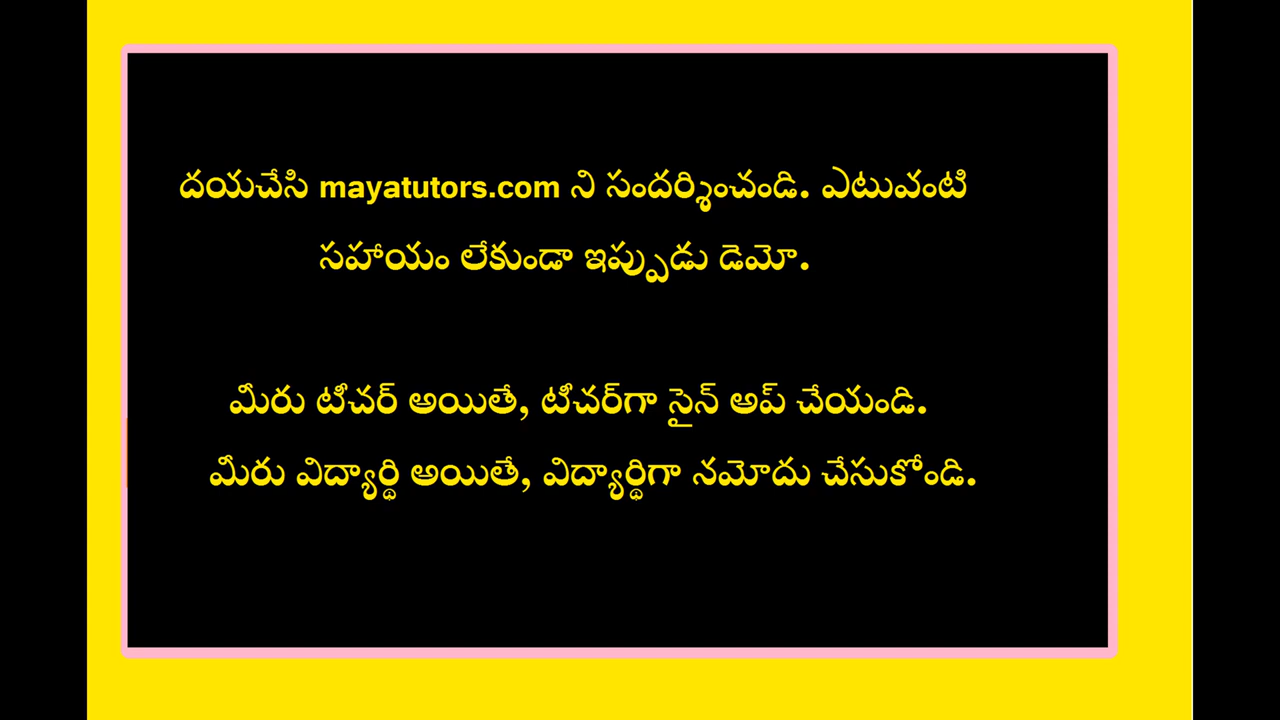 దయచేసి mayatutors.com ని సందర్శించండి. ఎటువంటి
సహాయం లేకుండా ఇప్పుడు డెమో.
మీరు టీచర్ అయితే, టీచర్‌గా సైన్ అప్ చేయండి.
మీరు విద్యార్థి అయితే, విద్యార్థిగా నమోదు చేసుకోండి.